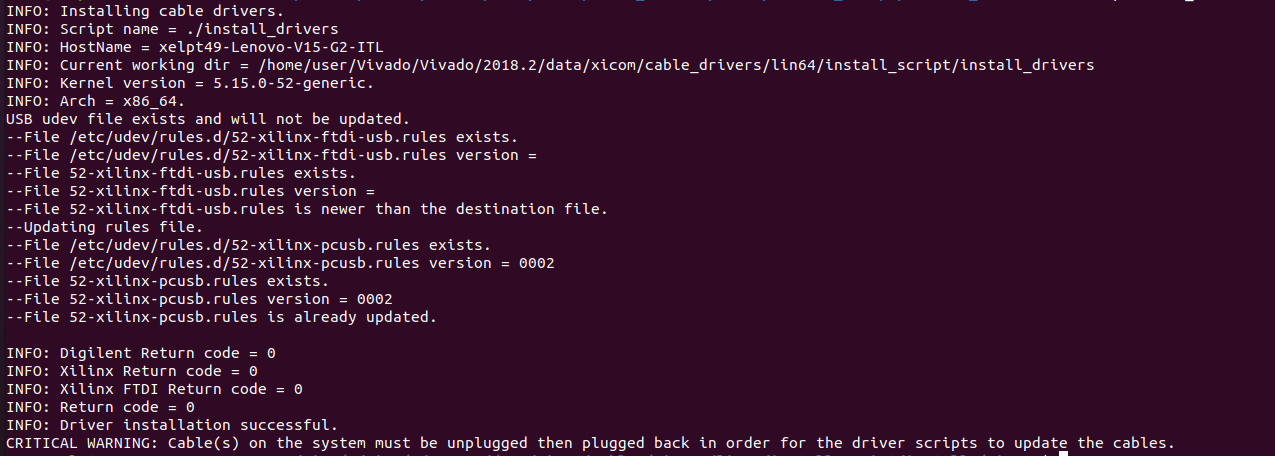 INFO: Installing cable drivers.
INFO: Script name = ./install_drivers
INFO: HostName = xelpt49-Lenovo-V15-G2-ITL
INFO: Current working dir = /home/user/Vivado/Vivado/2018.2/data/xicom/cable_drivers/lin64/install_script/install_drivers
INFO: Kernel version = 5.15.0-52-generic.
INFO: Arch = x86_64.
USB udev file exists and will not be updated.
--File /etc/udev/rules.d/52-xilinx-ftdi-usb.rules exists.
--File /etc/udev/rules.d/52-xilinx-ftdi-usb.rules version =
--File 52-xilinx-ftdi-usb.rules exists.
--File 52-xilinx-ftdi-usb.rules version =
--File 52-xilinx-ftdi-usb.rules is newer than the destination file.
--Updating rules file.
--File /etc/udev/rules.d/52-xilinx-pcusb.rules exists.
--File /etc/udev/rules.d/52-xilinx-pcusb.rules version = 0002
--File 52-xilinx-pcusb.rules exists.
--File 52-xilinx-pcusb.rules version = 0002
--File 52-xilinx-pcusb.rules is already updated.
INFO: Digilent Return code = 0
INFO: Xilinx Return code = 0
INFO: Xilinx FTDI Return code = 0
INFO: Return code = 0
INFO: Driver installation successful.
CRITICAL WARNING: Cable(s) on the system must be unplugged then plugged back in order for the driver scripts to update the cables.